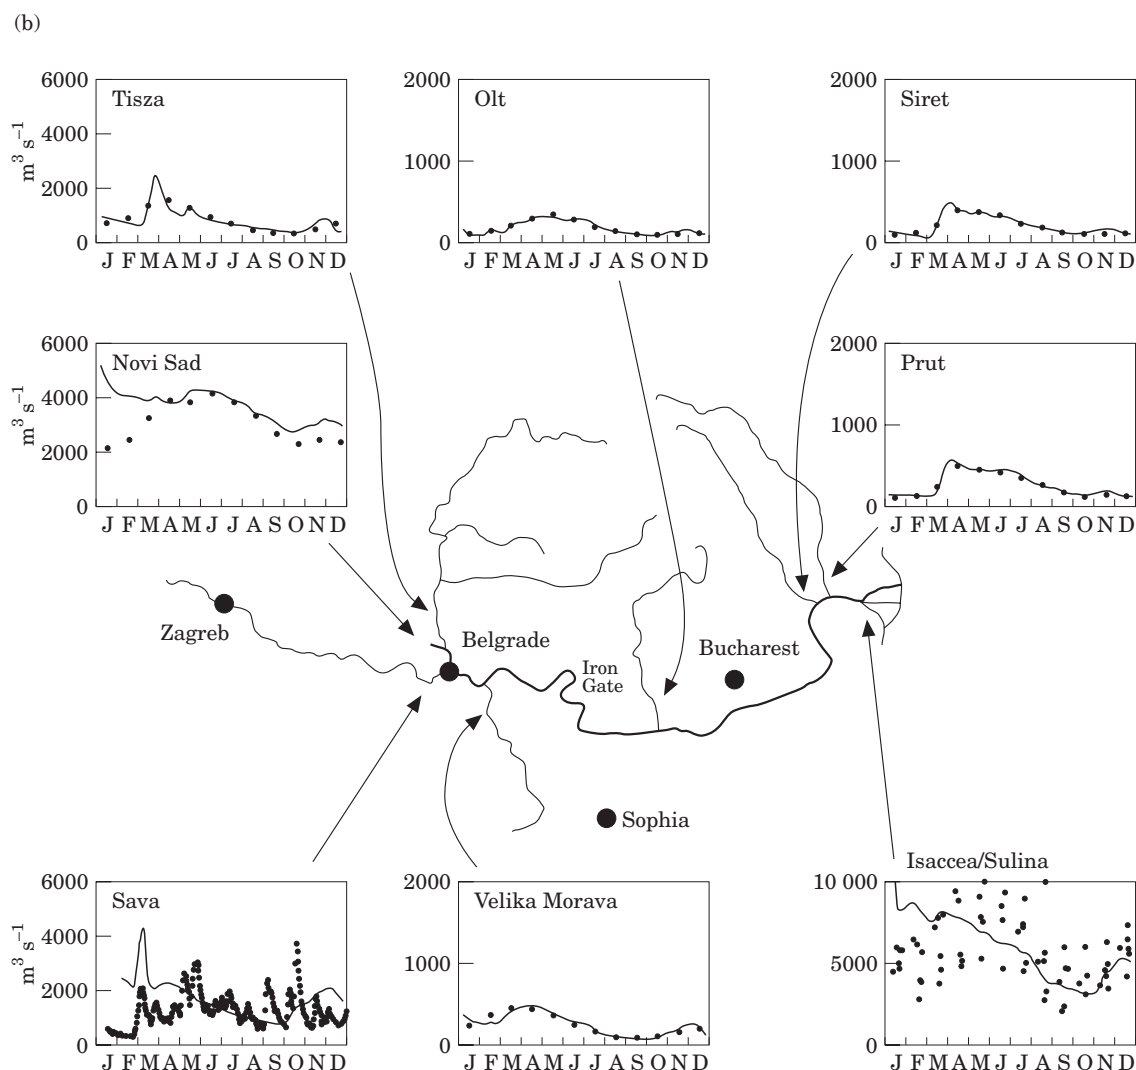 (b)
6000
4000
2000
0
m³ s⁻¹
Tisza
J F M A M J J A S O N D
2000
1000
0
Olt
J F M A M J J A S O N D
2000
1000
0
Siret
J F M A M J J A S O N D
6000
4000
2000
0
m³ s⁻¹
Novi Sad
J F M A M J J A S O N D
2000
1000
0
Prut
J F M A M J J A S O N D
Zagreb
Belgrade
Iron
Gate
Bucharest
Sophia
6000
4000
2000
0
m³ s⁻¹
Sava
J F M A M J J A S O N D
2000
1000
0
Velika Morava
J F M A M J J A S O N D
Isaccea/Sulina
10 000
5000
0
J F M A M J J A S O N D